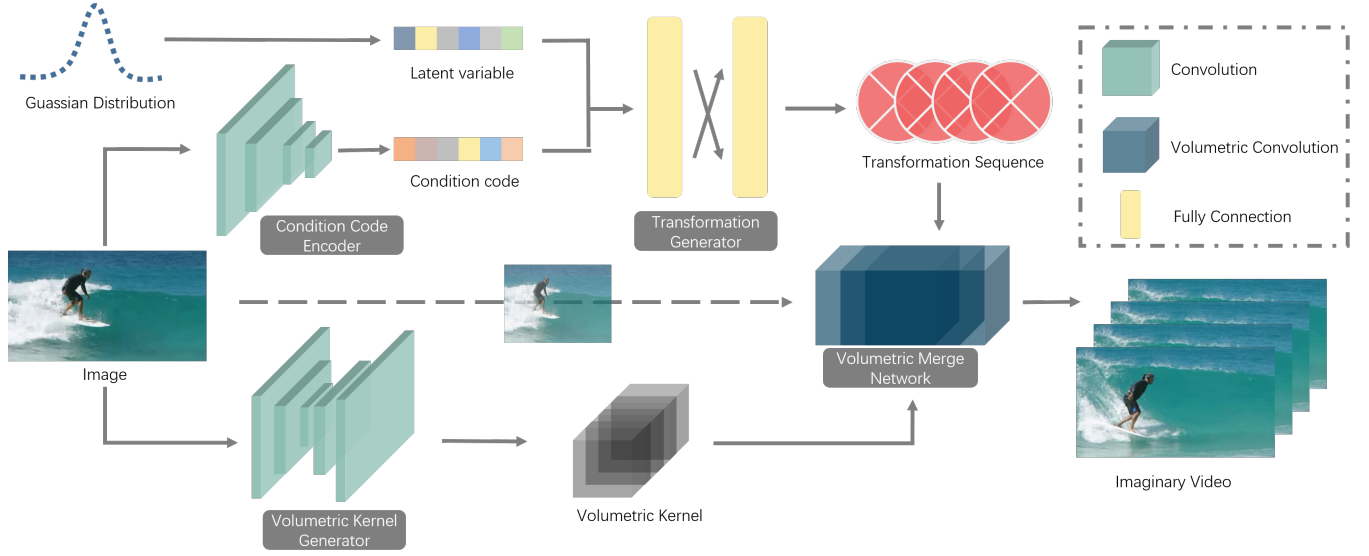 Guassian Distribution
Latent variable
Condition code
Condition Code
Encoder
Transformation
Generator
Transformation Sequence
Convolution
Volumetric Convolution
Fully Connection
Image
Volumetric Merge
Network
Volumetric Kernel
Generator
Volumetric Kernel
Imaginary Video